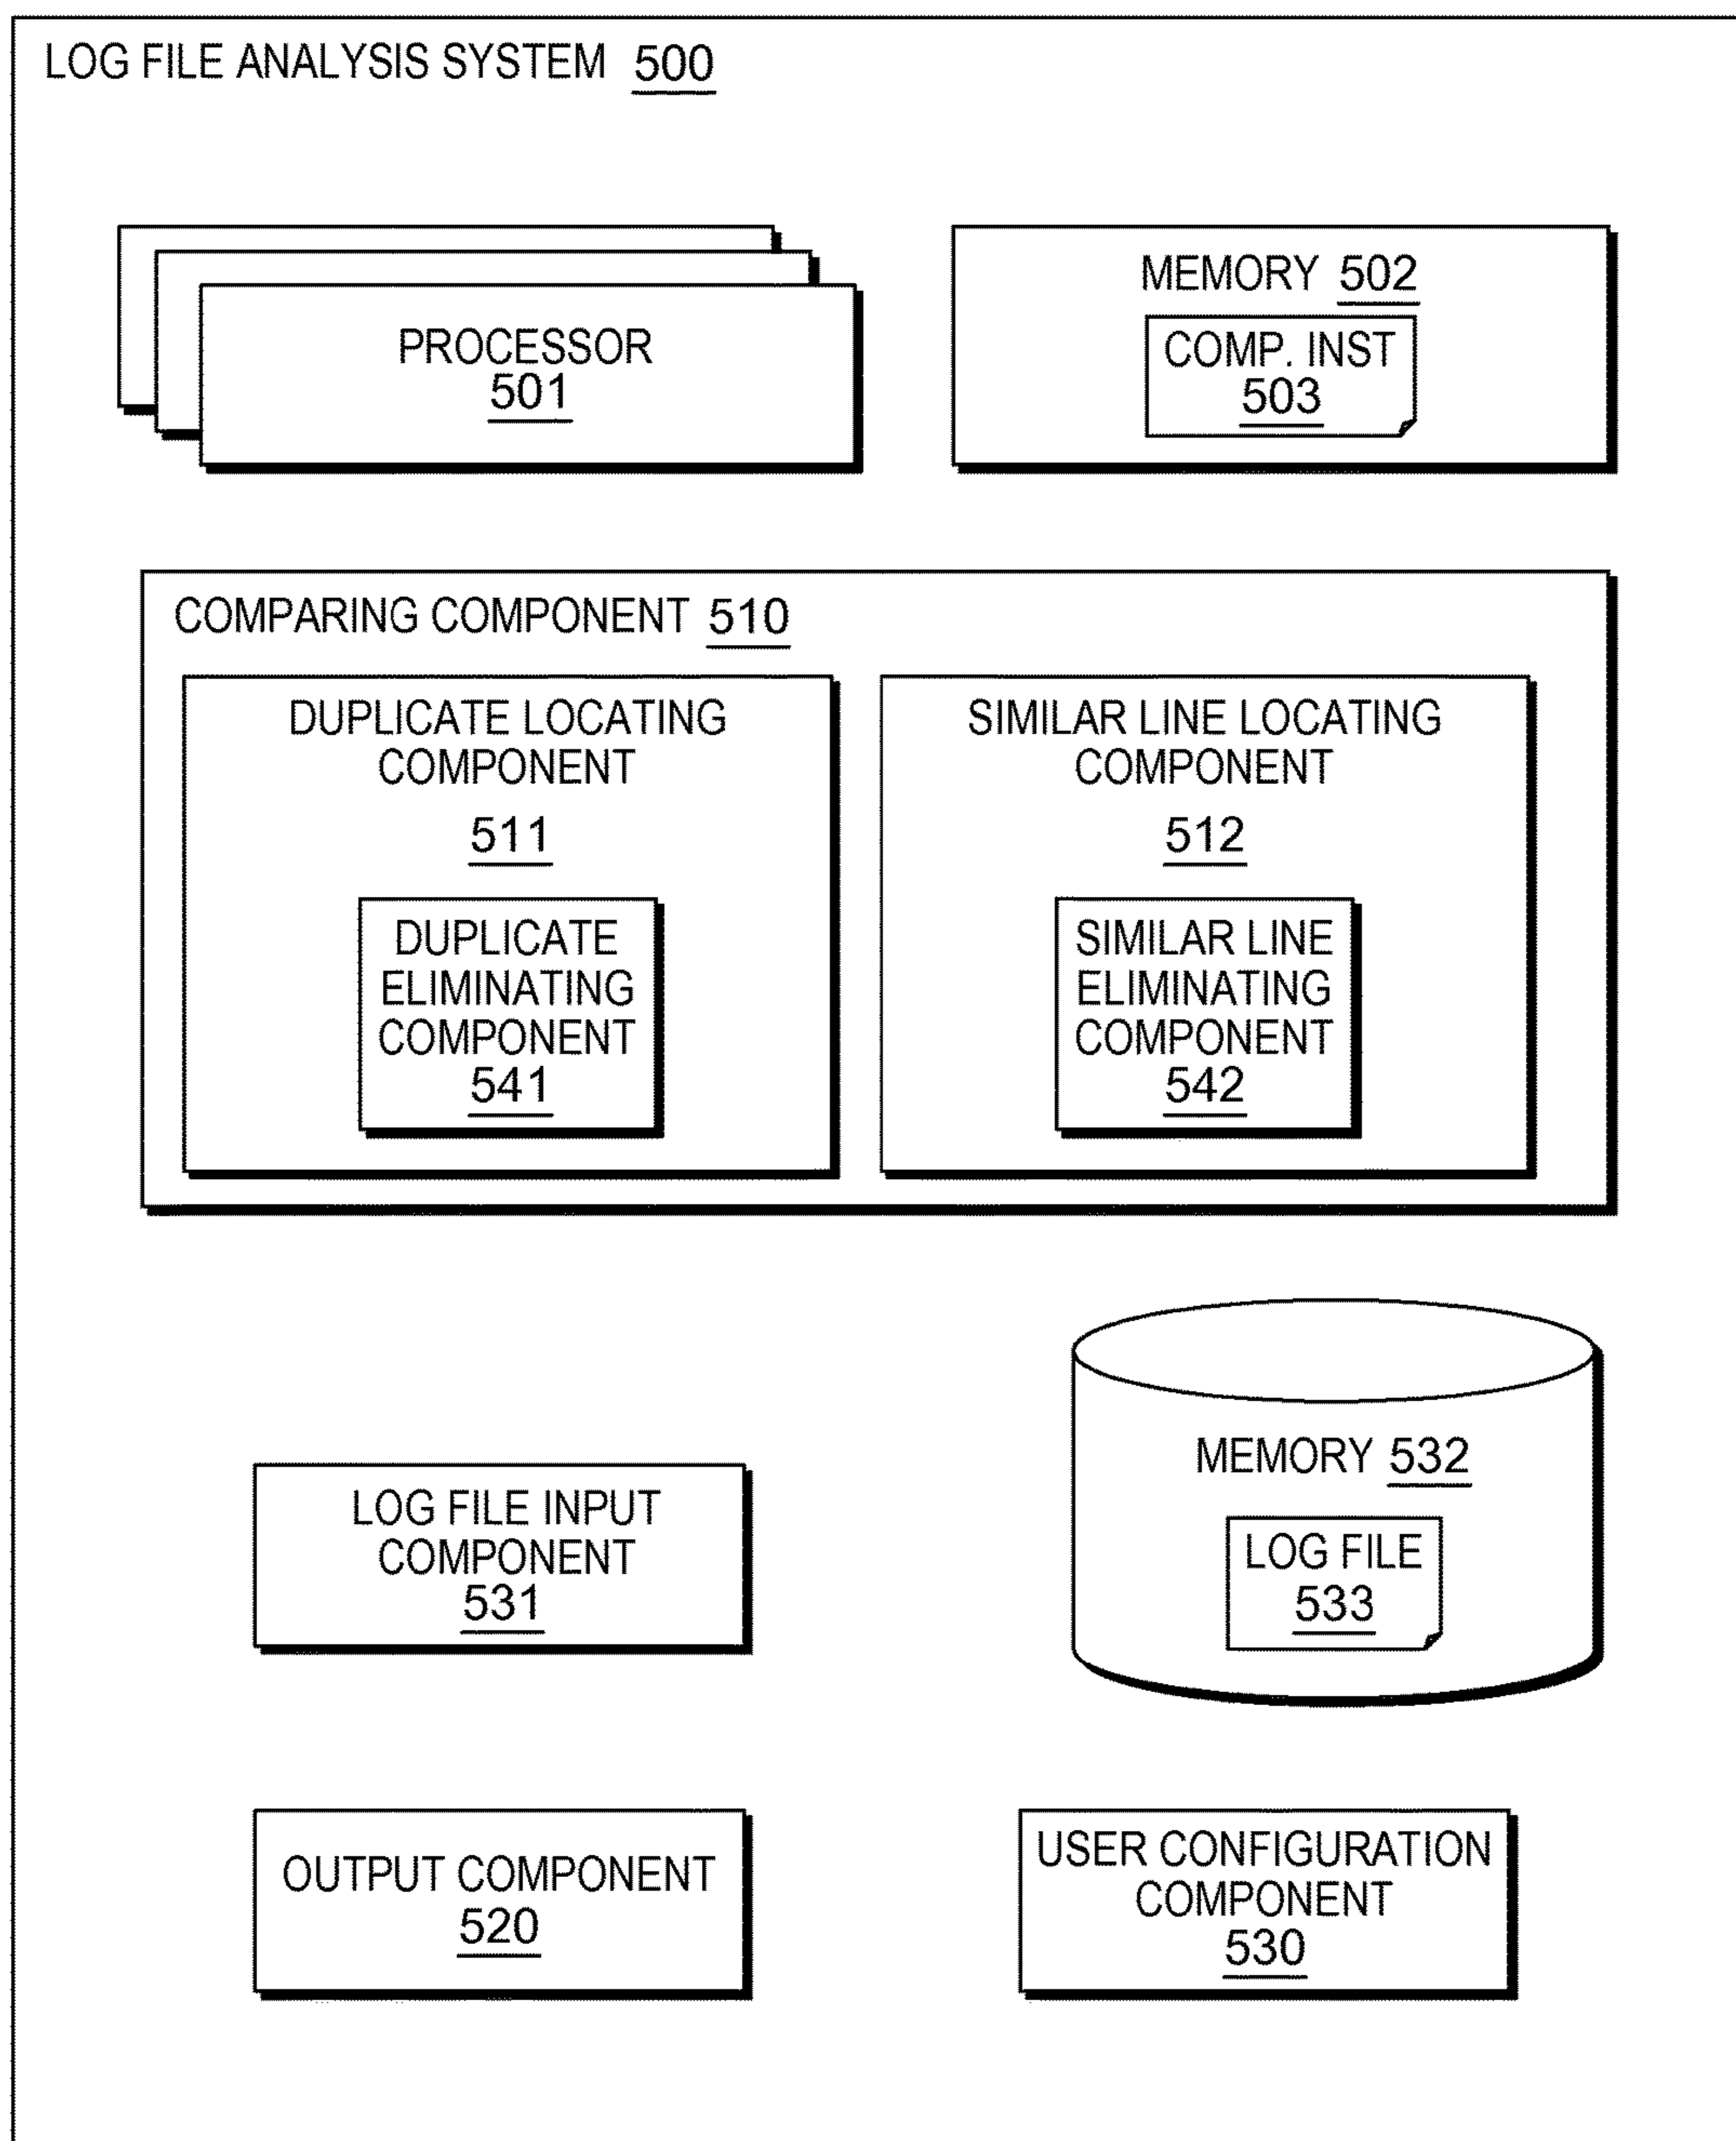 LOG FILE ANALYSIS SYSTEM 500
PROCESSOR
501
MEMORY 502
COMP. INST
503
COMPARING COMPONENT 510
DUPLICATE LOCATING
COMPONENT
511
DUPLICATE
ELIMINATING
COMPONENT
541
SIMILAR LINE LOCATING
COMPONENT
512
SIMILAR LINE
ELIMINATING
COMPONENT
542
LOG FILE INPUT
COMPONENT
531
MEMORY 532
LOG FILE
533
OUTPUT COMPONENT
520
USER CONFIGURATION
COMPONENT
530